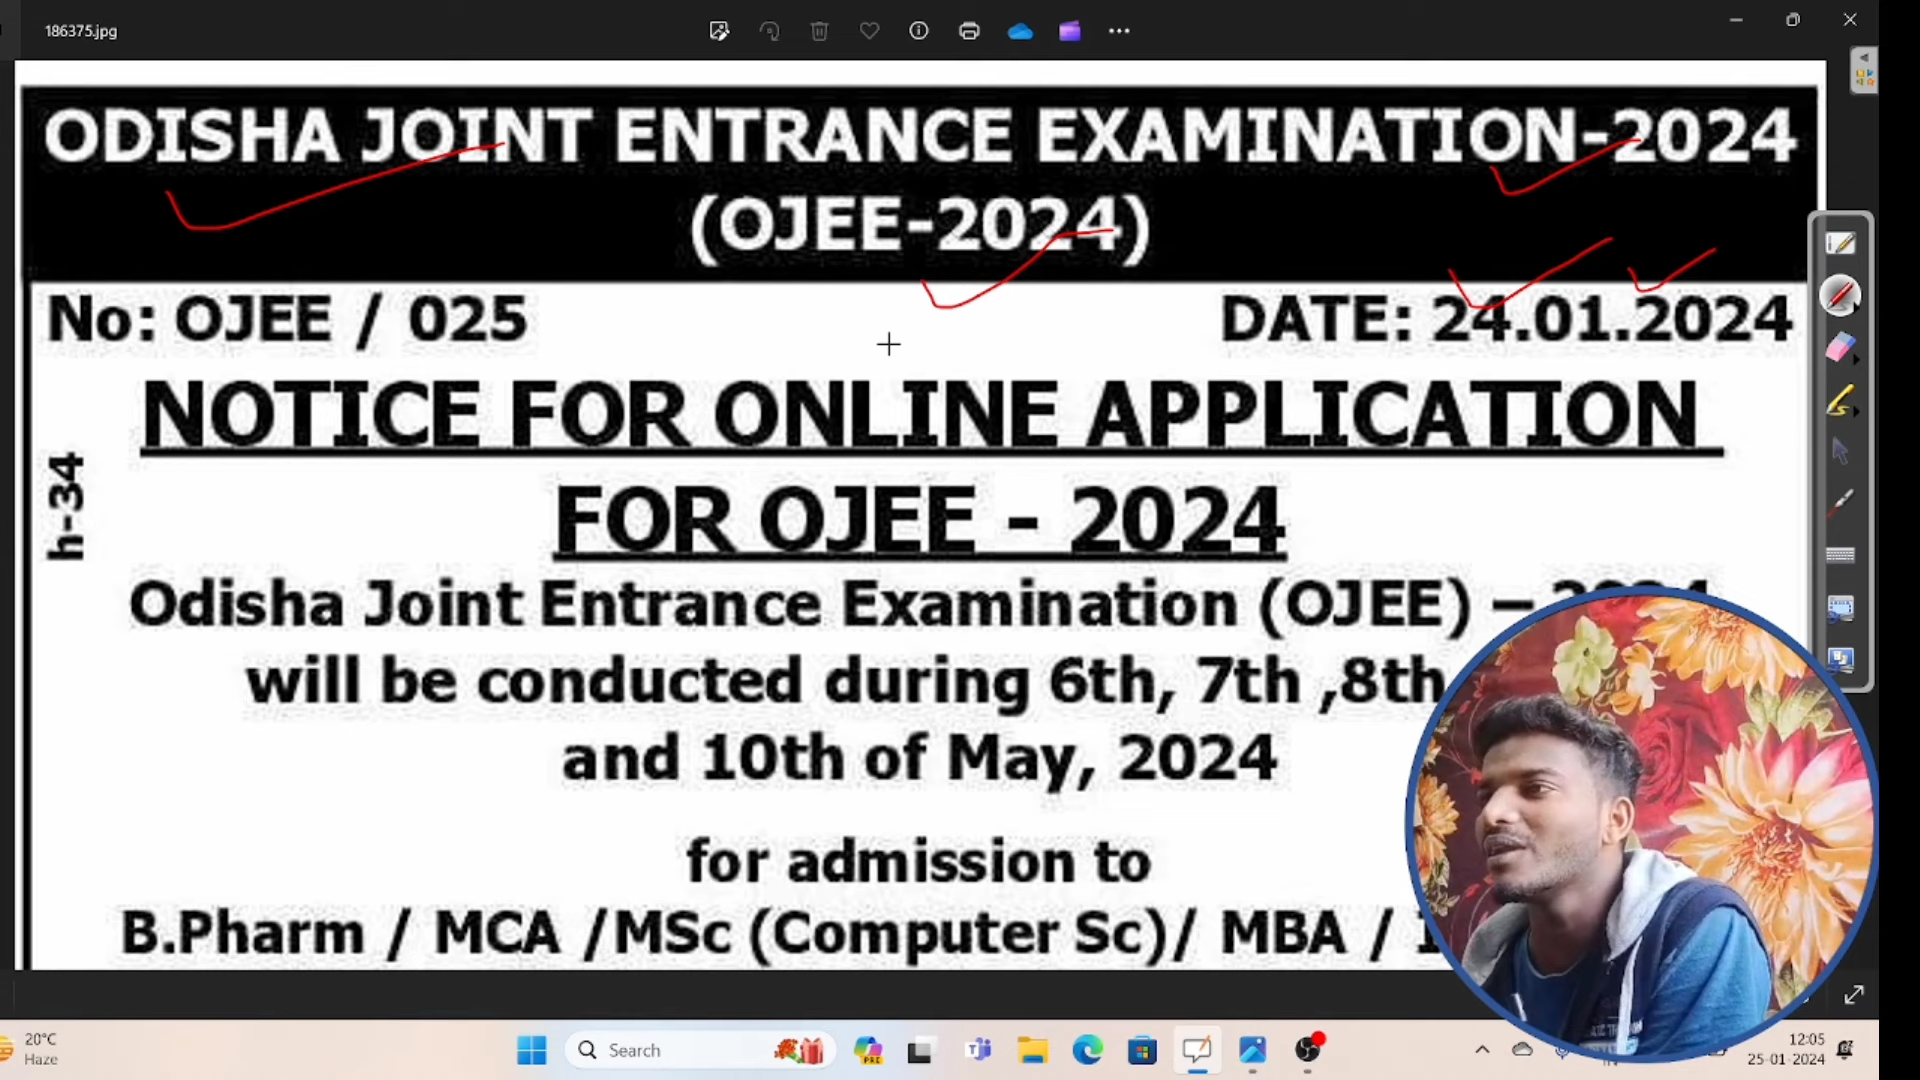 186375.jpg
ODISHA JOINT ENTRANCE EXAMINATION-2024
(OJEE-2024)
No: OJEE / 025
DATE: 24.01.2024
NOTICE FOR ONLINE APPLICATION
h-34
FOR OJEE - 2024
Odisha Joint Entrance Examination (OJEE) – 2024
will be conducted during 6th, 7th ,8th
and 10th of May, 2024
for admission to
B.Pharm / MCA /MSc (Computer Sc)/ MBA /
20°C
Haze
Search
PRE
12:05
25-01-2024